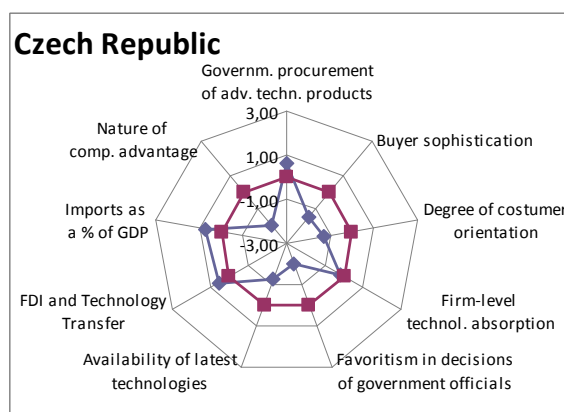 Czech Republic
Governm. procurement
of adv. techn. products
3,00
Nature of
comp. advantage
Buyer sophistication
1,00
-1,00
-3,00
Imports as
a % of GDP
Degree of costumer
orientation
FDI and Technology
Transfer
Firm-level
technol. absorption
Availability of latest
technologies
Favoritism in decisions
of government officials